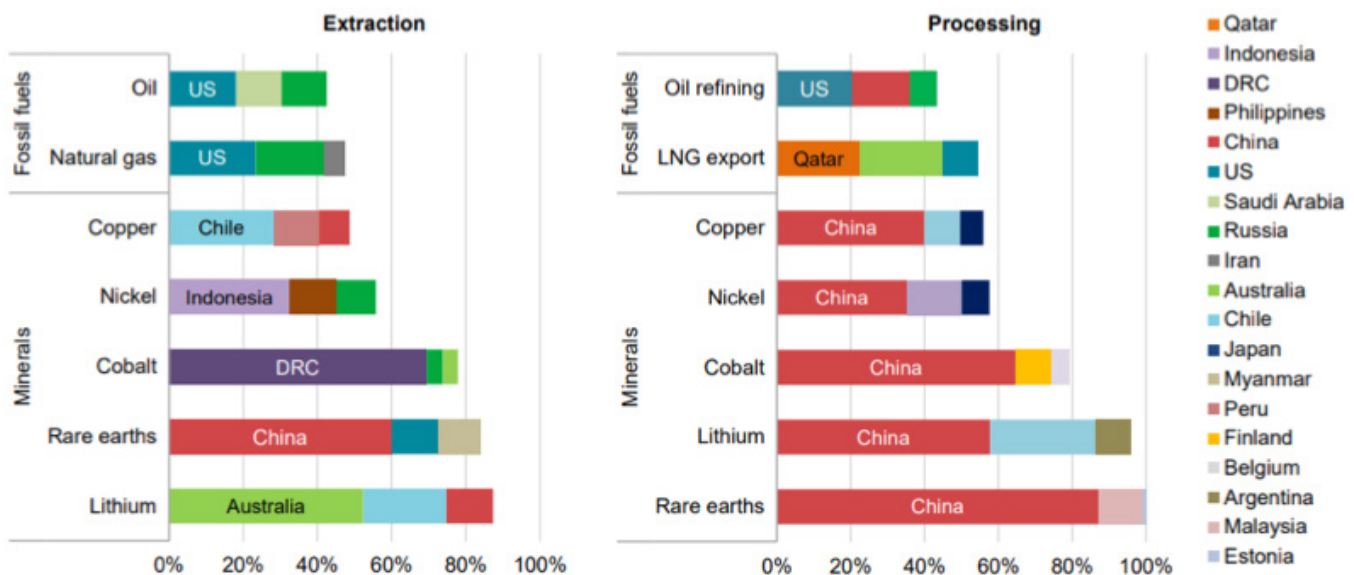 Extraction
Fossil fuels
Oil
US
Natural gas
US
Minerals
Copper
Chile
Nickel
Indonesia
Cobalt
DRC
Rare earths
China
Lithium
Australia
0% 20% 40% 60% 80% 100%
Processing
Fossil fuels
Oil refining
US
LNG export
Qatar
Minerals
Copper
China
Nickel
China
Cobalt
China
Lithium
China
Rare earths
China
0% 20% 40% 60% 80% 100%
Qatar
Indonesia
DRC
Philippines
China
US
Saudi Arabia
Russia
Iran
Australia
Chile
Japan
Myanmar
Peru
Finland
Belgium
Argentina
Malaysia
Estonia